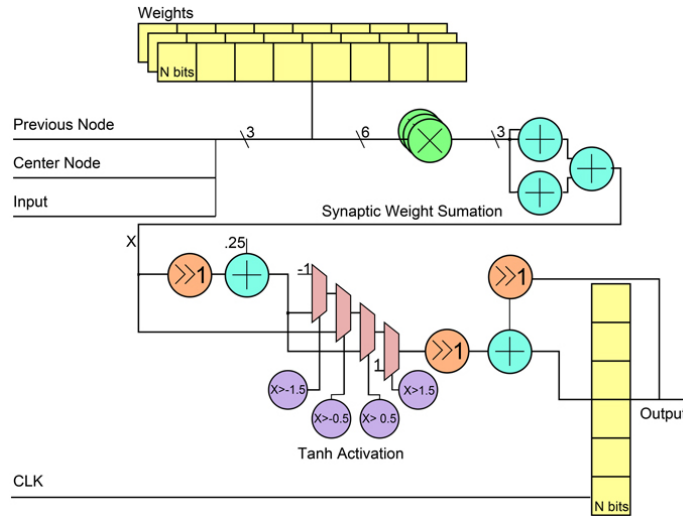 Weights
N bits
Previous Node
3
6
3
Center Node
Input
Synaptic Weight Sumation
X
.25
>>1
-1
>>1
>>1
1
X>-1.5
X>1.5
X>-0.5
X> 0.5
Output
Tanh Activation
CLK
N bits